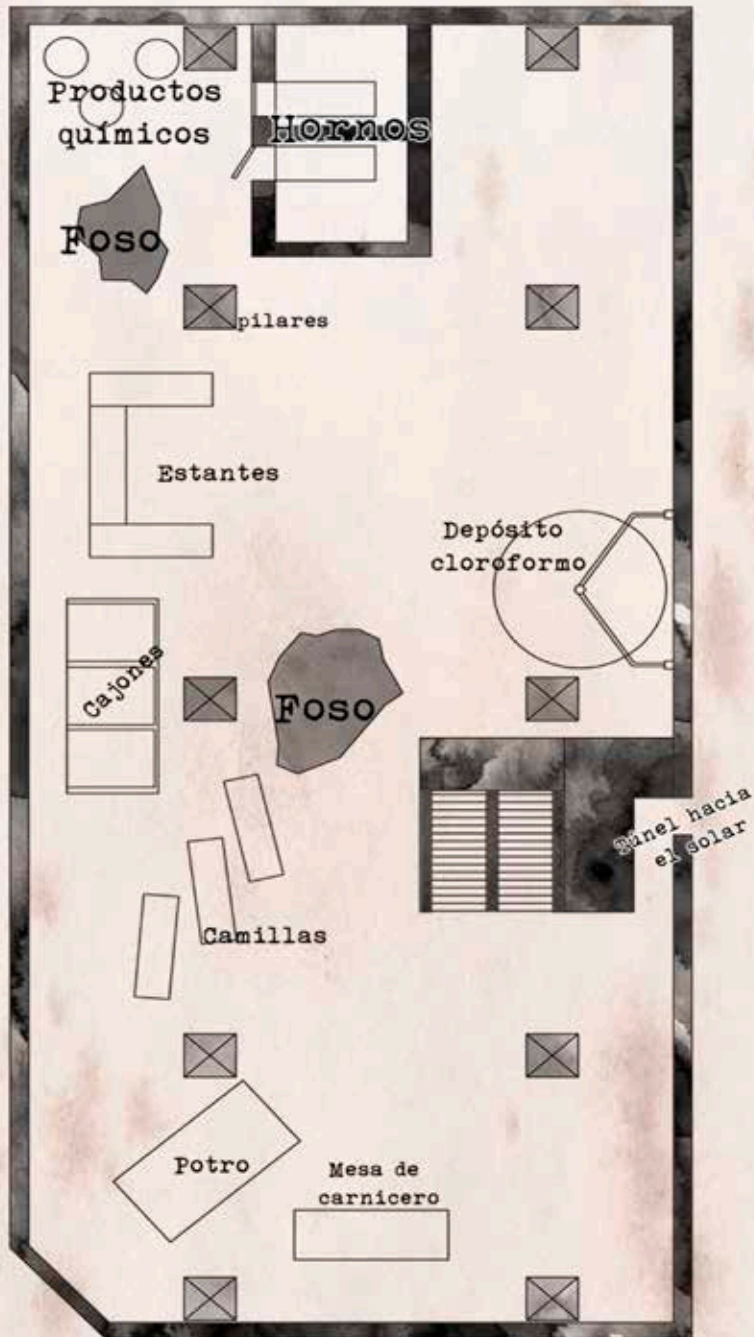 Productos
químicos
Hornos
Foso
pilares
Estantes
Depósito
cloroformo
Cajones
Foso
Túnel hacia
el solar
Camillas
Potro
Mesa de
carnicero